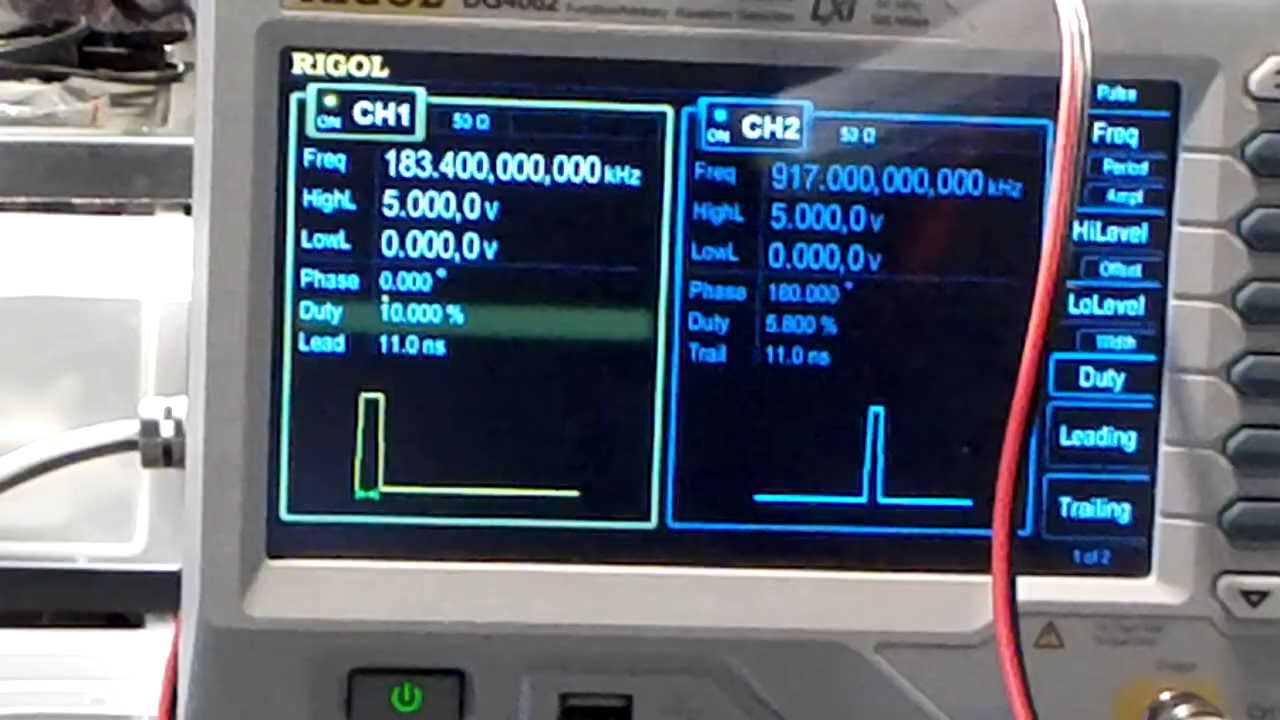 RIGOL DG4062
LXI
RIGOL
ON CH1 50 Ω
Freq 183.400,000,000 kHz
HighL 5.000,0 V
LowL 0.000,0 V
Phase 0.000 °
Duty 10.000 %
Lead 11.0 ns
ON CH2 50 Ω
Freq 917.000,000,000 kHz
HighL 5.000,0 V
LowL 0.000,0 V
Phase 180.000 °
Duty 5.800 %
Trail 11.0 ns
Pulse
Freq
Period
Ampl
HiLevel
Offset
LoLevel
Width
Duty
Leading
Trailing
1 of 2